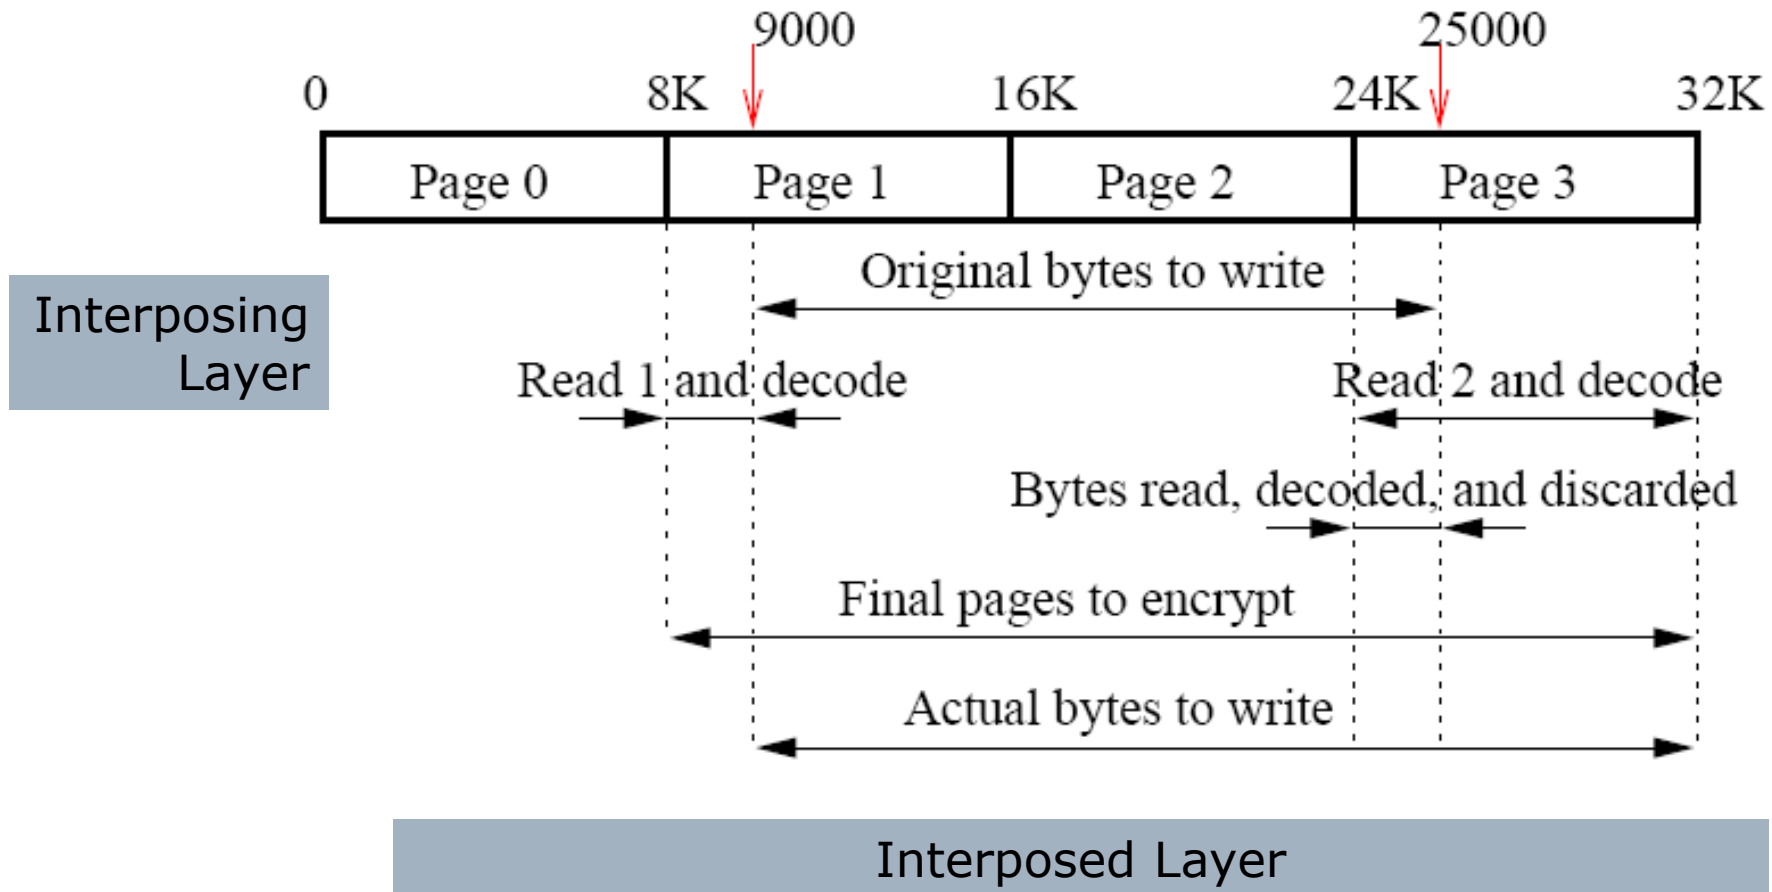 9000 25000
0 8K 16K 24K 32K
Page 0 Page 1 Page 2 Page 3
Original bytes to write
Interposing
Layer
Read 1 and decode Read 2 and decode
Bytes read, decoded, and discarded
Final pages to encrypt
Actual bytes to write
Interposed Layer